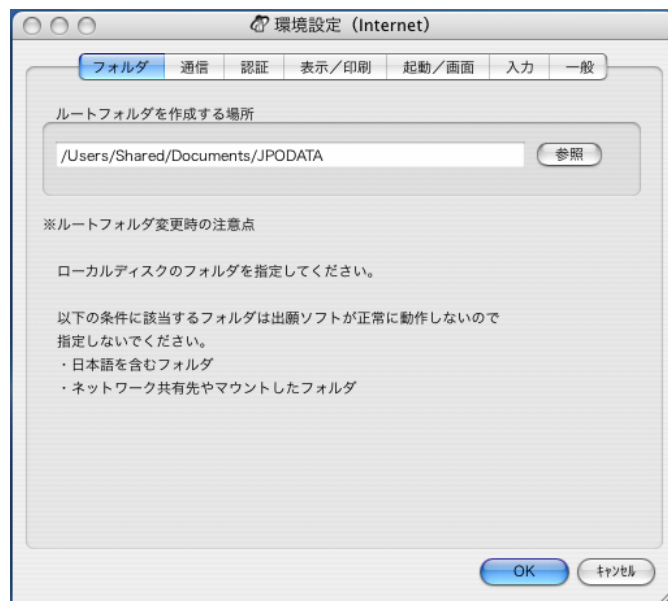 環境設定（Internet）
フォルダ 通信 認証 表示／印刷 起動／画面 入力 一般
ルートフォルダを作成する場所
/Users/Shared/Documents/JPODATA 参照
※ルートフォルダ変更時の注意点
ローカルディスクのフォルダを指定してください。
以下の条件に該当するフォルダは出願ソフトが正常に動作しないので
指定しないでください。
・日本語を含むフォルダ
・ネットワーク共有先やマウントしたフォルダ
OK ｷｬﾝｾﾙ